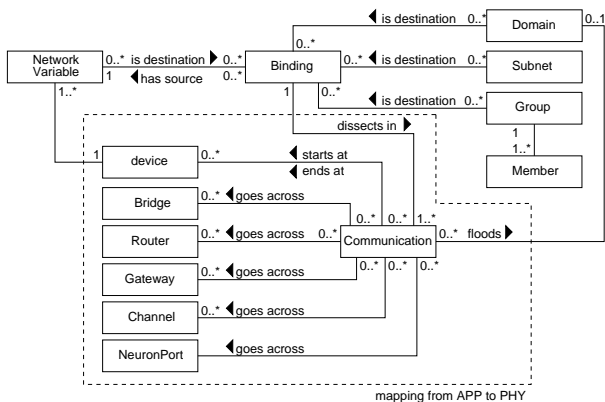 is destination 0..* Domain 0..1
0..*
Network Variable 0..* is destination 0..* Binding is destination 0..* Subnet
1 has source 0..* 0..*
1..* 1 0..* is destination 0..* Group
dissects in 1
1..*
1 device 0..* starts at Member
ends at
Bridge 0..* goes across
0..* 0..* 1..*
Router 0..* goes across 0..* Communication 0..* floods
0..* 0..* 0..*
Gateway 0..* goes across
Channel 0..* goes across
NeuronPort goes across
mapping from APP to PHY